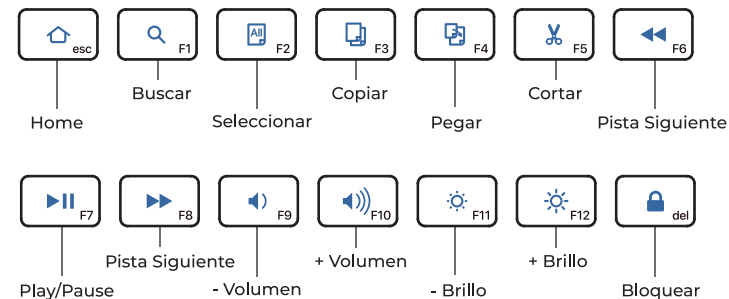 esc
F1
All
F2
F3
F4
F5
F6
Buscar
Copiar
Cortar
Home
Seleccionar
Pegar
Pista Siguiente
F7
F8
F9
F10
F11
F12
del
Pista Siguiente
+ Volumen
+ Brillo
Play/Pause
- Volumen
- Brillo
Bloquear